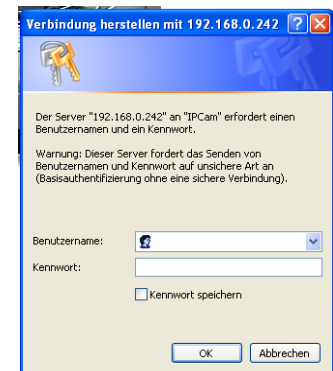 Verbindung herstellen mit 192.168.0.242
Der Server "192.168.0.242" an "IPCam" erfordert einen
Benutzernamen und ein Kennwort.
Warnung: Dieser Server fordert das Senden von
Benutzernamen und Kennwort auf unsichere Art an
(Basisauthentifizierung ohne eine sichere Verbindung).
Benutzername:
Kennwort:
Kennwort speichern
OK Abbrechen